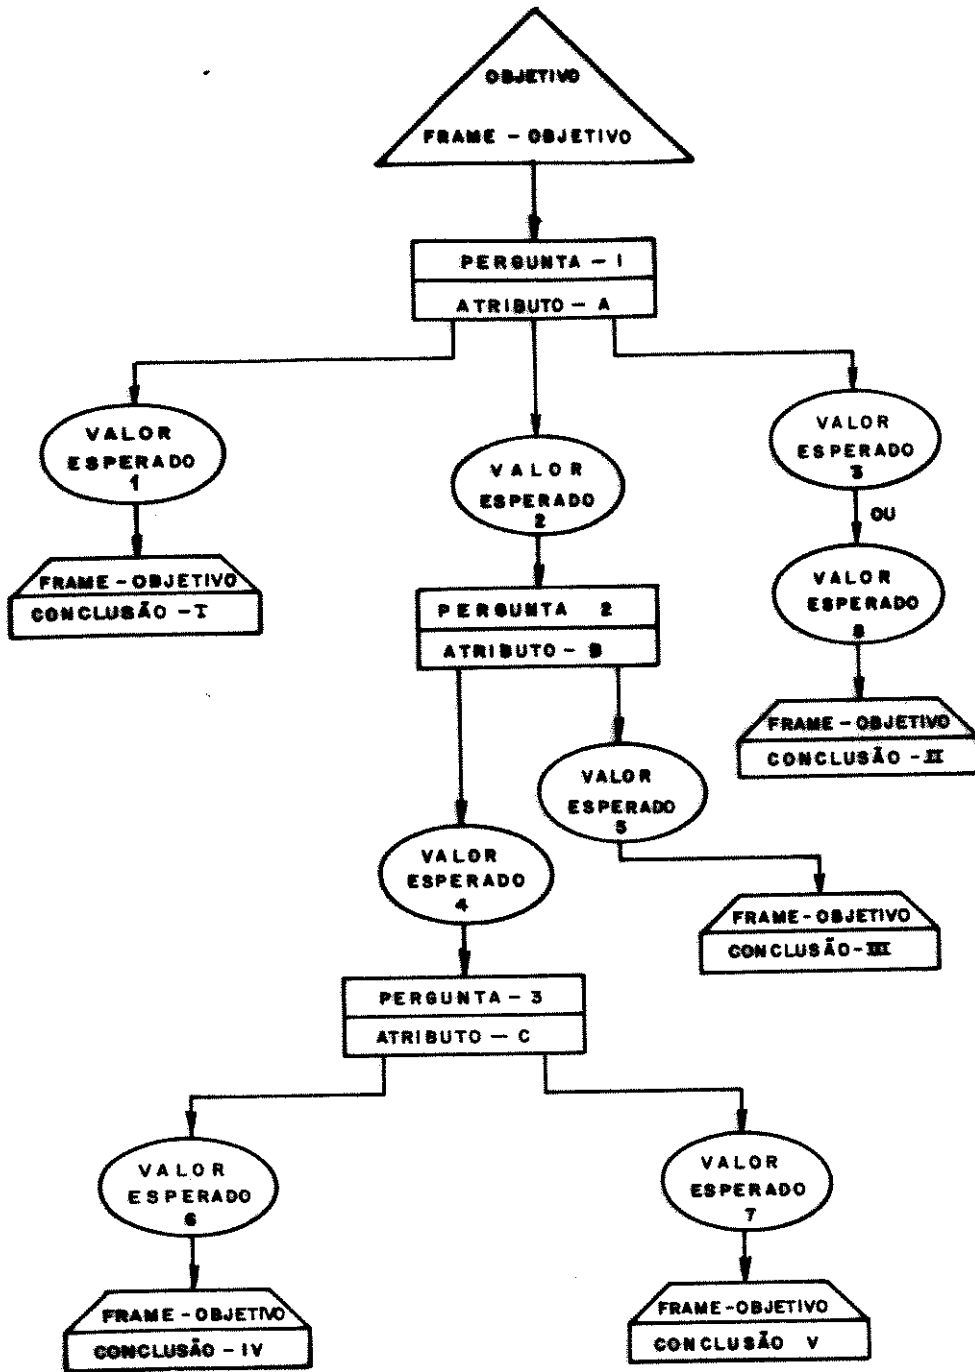 OBJETIVO
FRAME - OBJETIVO
PERGUNTA - 1
ATRIBUTO - A
VALOR
ESPERADO
1
FRAME - OBJETIVO
CONCLUSÃO - I
VALOR
ESPERADO
2
VALOR
ESPERADO
3
OU
VALOR
ESPERADO
8
FRAME - OBJETIVO
CONCLUSÃO - II
PERGUNTA 2
ATRIBUTO - B
VALOR
ESPERADO
5
FRAME - OBJETIVO
CONCLUSÃO - III
VALOR
ESPERADO
4
PERGUNTA - 3
ATRIBUTO - C
VALOR
ESPERADO
6
FRAME - OBJETIVO
CONCLUSÃO - IV
VALOR
ESPERADO
7
FRAME - OBJETIVO
CONCLUSÃO V